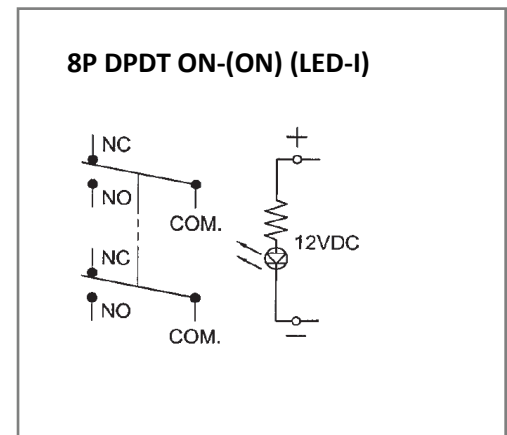 8P DPDT ON-(ON) (LED-I)
NC
NO
COM.
NC
NO
COM.
+
12VDC
—